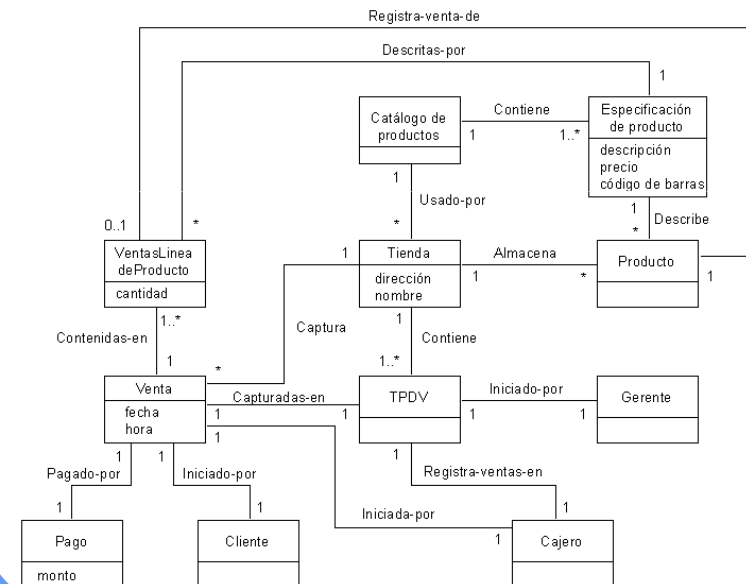 Registra-venta-de
Descritas-por
1
Catálogo de
productos
Contiene
1
1..*
Especificación
de producto
descripción
precio
código de barras
1
Usado-por
*
1
Describe
*
0..1
*
VentasLinea
deProducto
cantidad
1
Tienda
dirección
nombre
Almacena
1
*
Producto
1
1..*
Contenidas-en
1
Captura
*
1
Contiene
1..*
Venta
fecha
hora
Capturadas-en
1
1
1
TPDV
Iniciado-por
1
1
Gerente
1
Pagado-por
1
1
Iniciado-por
1
1
Registra-ventas-en
1
Iniciada-por
1
Pago
monto
Cliente
Cajero